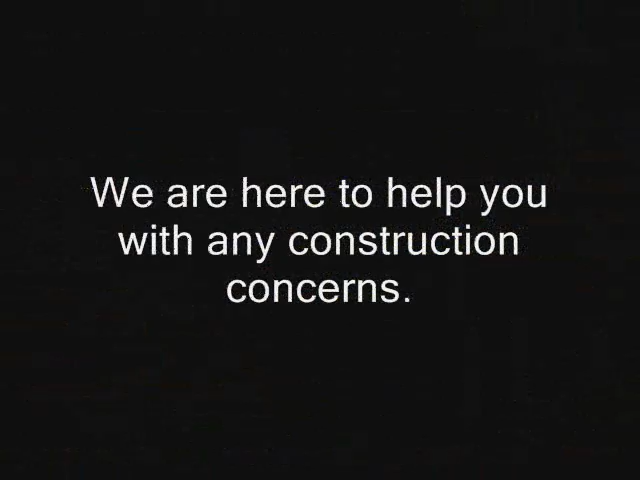 We are here to help you
with any construction
concerns.